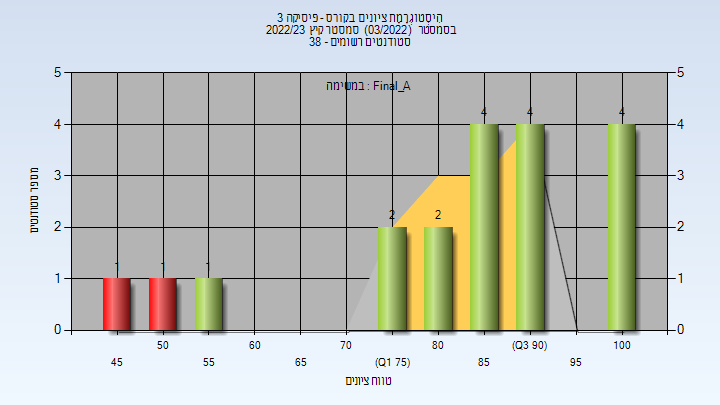 היסטוגרמת ציונים בקורס - פיסיקה 3
בסמסטר (03/2022) סמסטר קיץ 2022/23
סטודנטים רשומים - 38
במשימה : Final_A
מספר סטודנטים
5 5
4 4
3 3
2 2
1 1
0 0
1 1 1 2 2 4 4 4
45 50 55 60 65 70 (Q1 75) 80 85 (Q3 90) 95 100
טווח ציונים